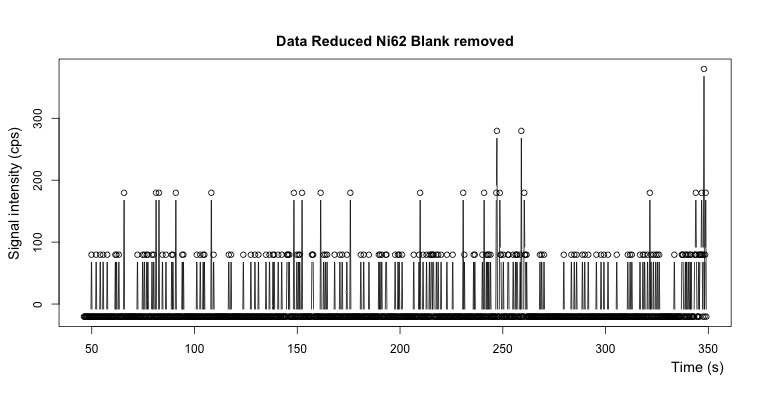 Data Reduced Ni62 Blank removed
Signal intensity (cps)
300
200
100
0
50 100 150 200 250 300 350
Time (s)